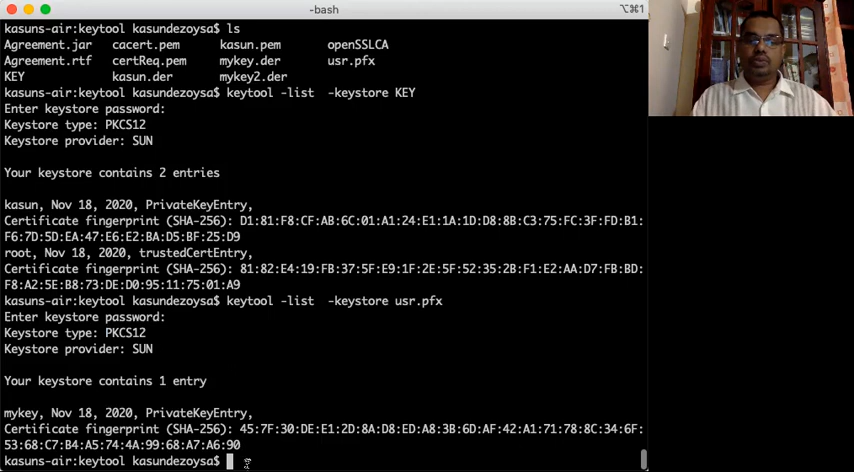 -bash
⌥⌘1
kasuns-air:keytool kasundezoysa$ ls
Agreement.jar cacert.pem kasun.pem openSSLCA
Agreement.rtf certReq.pem mykey.der usr.pfx
KEY kasun.der mykey2.der
kasuns-air:keytool kasundezoysa$ keytool -list -keystore KEY
Enter keystore password:
Keystore type: PKCS12
Keystore provider: SUN
Your keystore contains 2 entries
kasun, Nov 18, 2020, PrivateKeyEntry,
Certificate fingerprint (SHA-256): D1:81:F8:CF:AB:6C:01:A1:24:E1:1A:1D:D8:8B:C3:75:FC:3F:FD:B1:
F6:7D:5D:EA:47:E6:E2:BA:D5:BF:25:D9
root, Nov 18, 2020, trustedCertEntry,
Certificate fingerprint (SHA-256): 81:82:E4:19:FB:37:5F:E9:1F:2E:5F:52:35:2B:F1:E2:AA:D7:FB:BD:
F8:A2:5E:B8:73:DE:D0:95:11:75:01:A9
kasuns-air:keytool kasundezoysa$ keytool -list -keystore usr.pfx
Enter keystore password:
Keystore type: PKCS12
Keystore provider: SUN
Your keystore contains 1 entry
mykey, Nov 18, 2020, PrivateKeyEntry,
Certificate fingerprint (SHA-256): 45:7F:30:DE:E1:2D:8A:D8:ED:A8:3B:6D:AF:42:A1:71:78:8C:34:6F:
53:68:C7:B4:A5:74:4A:99:68:A7:A6:90
kasuns-air:keytool kasundezoysa$